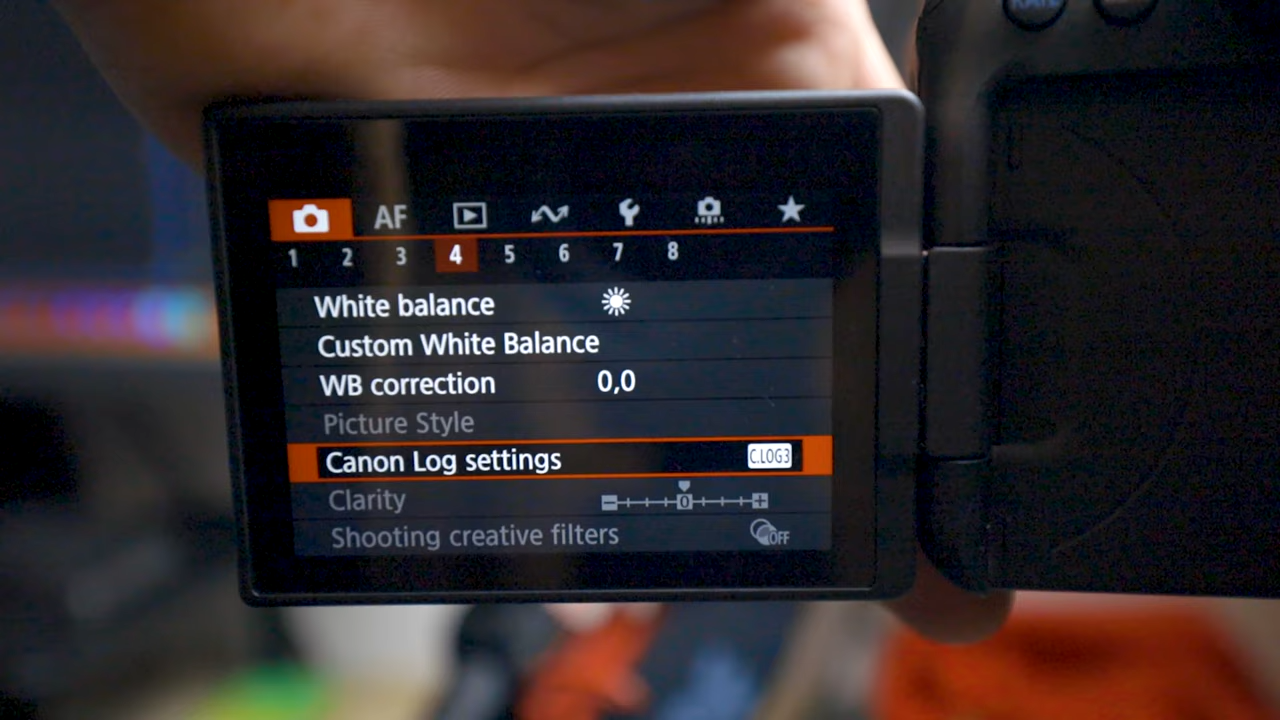 RATE
AF
1 2 3 4 5 6 7 8
White balance
Custom White Balance
WB correction 0,0
Picture Style
Canon Log settings C.LOG3
Clarity 0
Shooting creative filters OFF